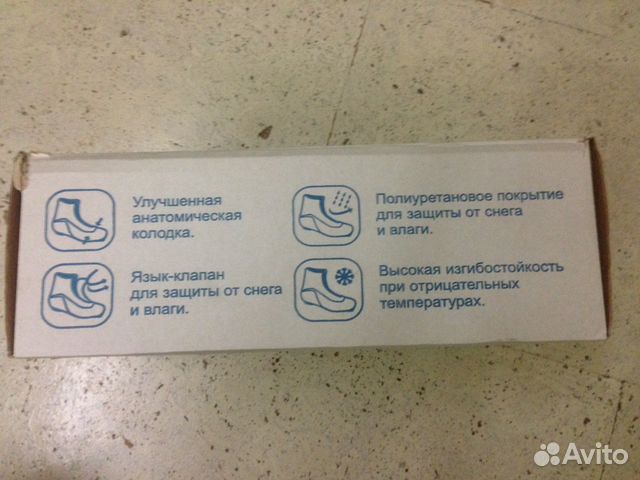 Улучшенная
анатомическая
колодка.
Полиуретановое покрытие
для защиты от снега
и влаги.
Язык-клапан
для защиты от снега
и влаги.
Высокая изгибостойкость
при отрицательных
температурах.
Avito